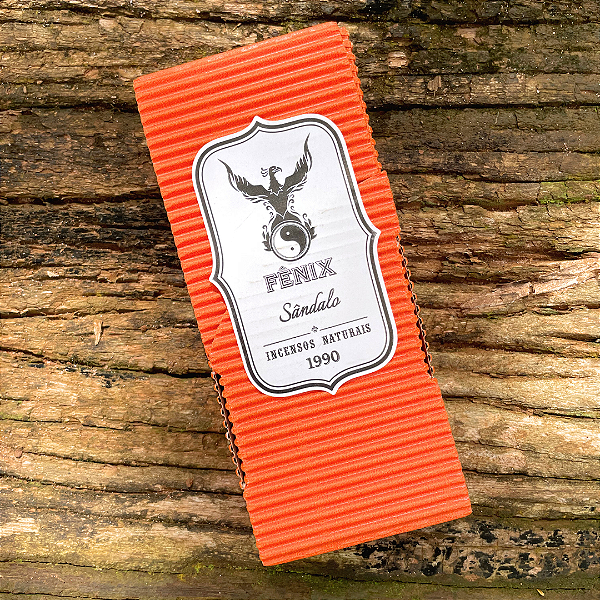 FÊNIX
Sândalo
INCENSOS NATURAIS
1990